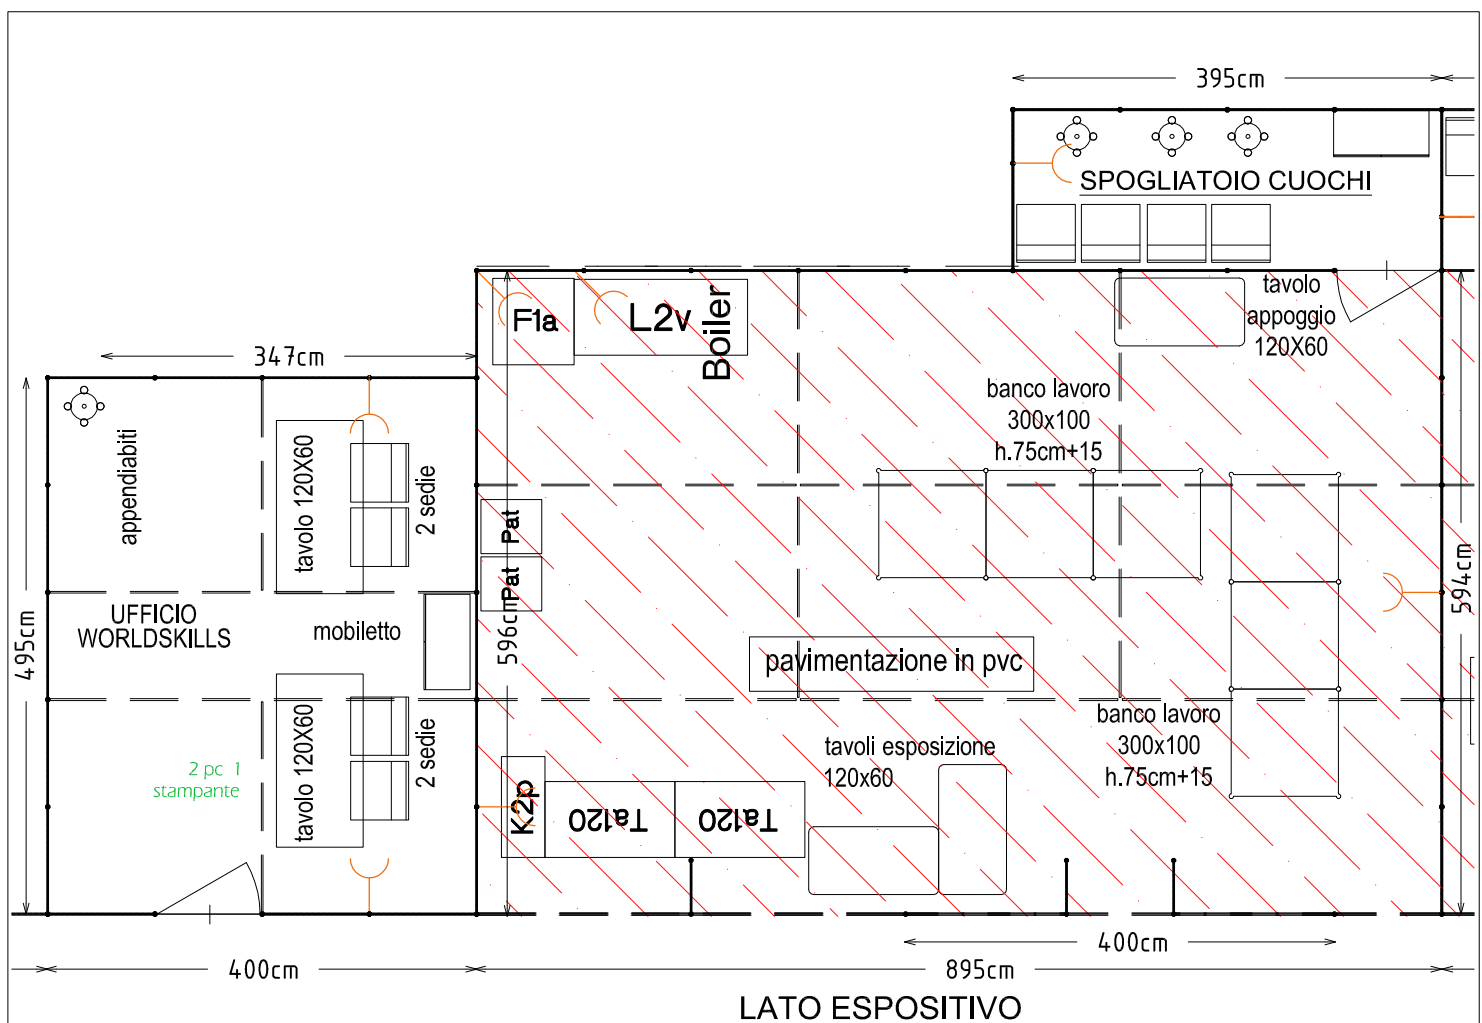 395cm
SPOGLIATOIO CUOCHI
tavolo
appoggio
120X60
F1a
L2v
Boiler
347cm
banco lavoro
300x100
h.75cm+15
appendiabiti
tavolo 120X60
2 sedie
Pat
Pat
596cm
594cm
495cm
UFFICIO
WORLDSKILLS
mobiletto
pavimentazione in pvc
banco lavoro
300x100
h.75cm+15
tavoli esposizione
120x60
2 pc 1
stampante
tavolo 120X60
2 sedie
K2p
Ta120
Ta120
400cm
400cm
895cm
LATO ESPOSITIVO